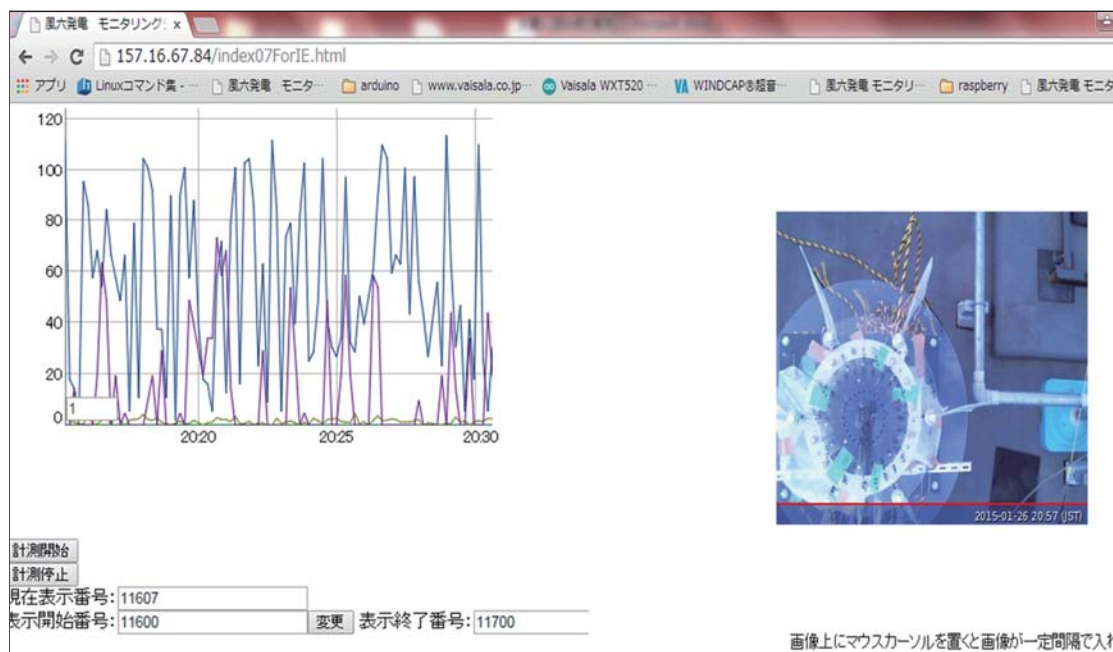 風六発電 モニタリング: ×
157.16.67.84/index07ForIE.html
アプリ Linuxコマンド集 - … 風六発電 モニタ… arduino www.vaisala.co.jp… Vaisala WXT520 … WINDCAP®超音… 風六発電 モニタリ… raspberry 風六発電 モニタ
120
100
80
60
40
20
1
0
20:20 20:25 20:30
2015-01-26 20:57 (JST)
計測開始
計測停止
現在表示番号: 11607
表示開始番号: 11600 変更 表示終了番号: 11700
画像上にマウスカーソルを置くと画像が一定間隔で入れ